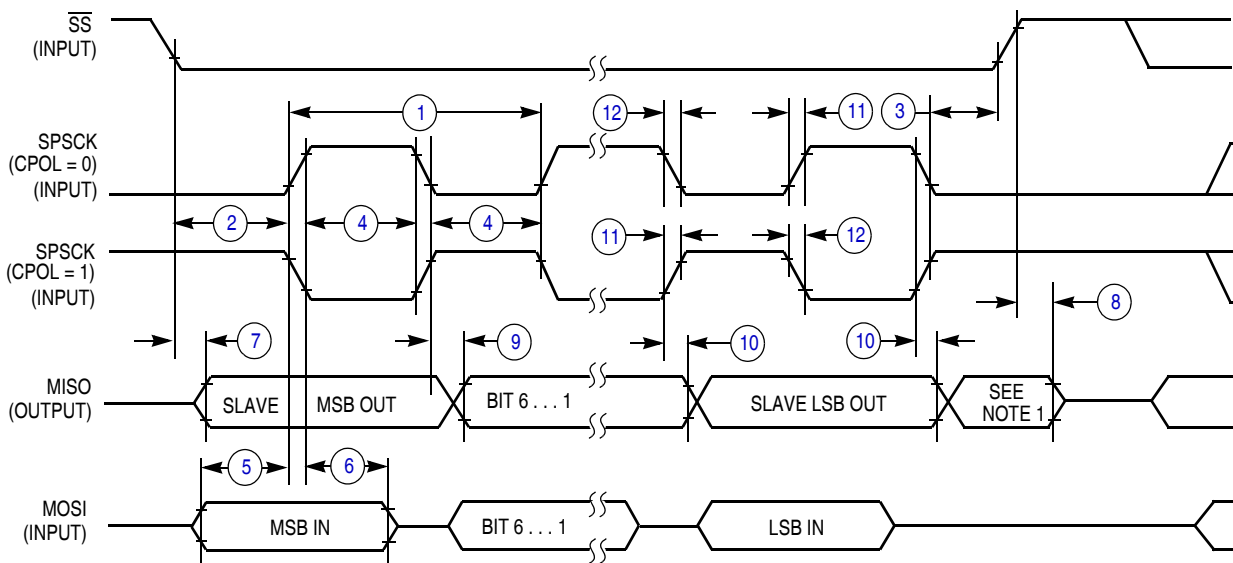 SS
(INPUT)
1
12
11
3
SPSCK
(CPOL = 0)
(INPUT)
2
4
4
11
12
SPSCK
(CPOL = 1)
(INPUT)
7
9
10
10
8
MISO
(OUTPUT)
SLAVE
MSB OUT
BIT 6 . . . 1
SLAVE LSB OUT
SEE
NOTE 1
5
6
MOSI
(INPUT)
MSB IN
BIT 6 . . . 1
LSB IN